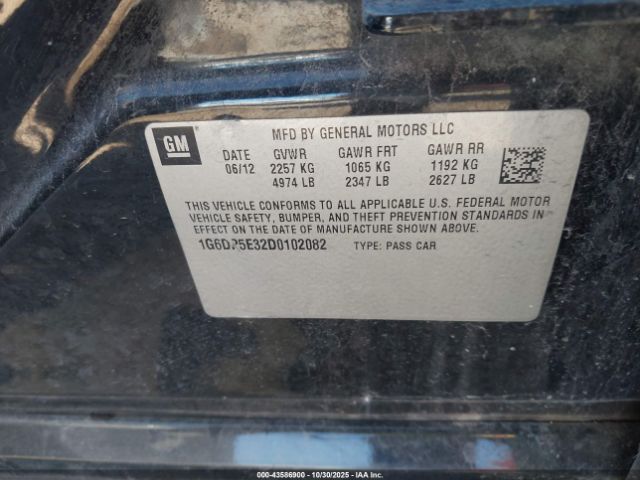 GM
MFD BY GENERAL MOTORS LLC
DATE GVWR GAWR FRT GAWR RR
06/12 2257 KG 1065 KG 1192 KG
4974 LB 2347 LB 2627 LB
THIS VEHICLE CONFORMS TO ALL APPLICABLE U.S. FEDERAL MOTOR
VEHICLE SAFETY, BUMPER, AND THEFT PREVENTION STANDARDS IN
EFFECT ON THE DATE OF MANUFACTURE SHOWN ABOVE.
1G6DP5E32D0102082 TYPE: PASS CAR
000-43586900 - 10/30/2025 - IAA Inc.